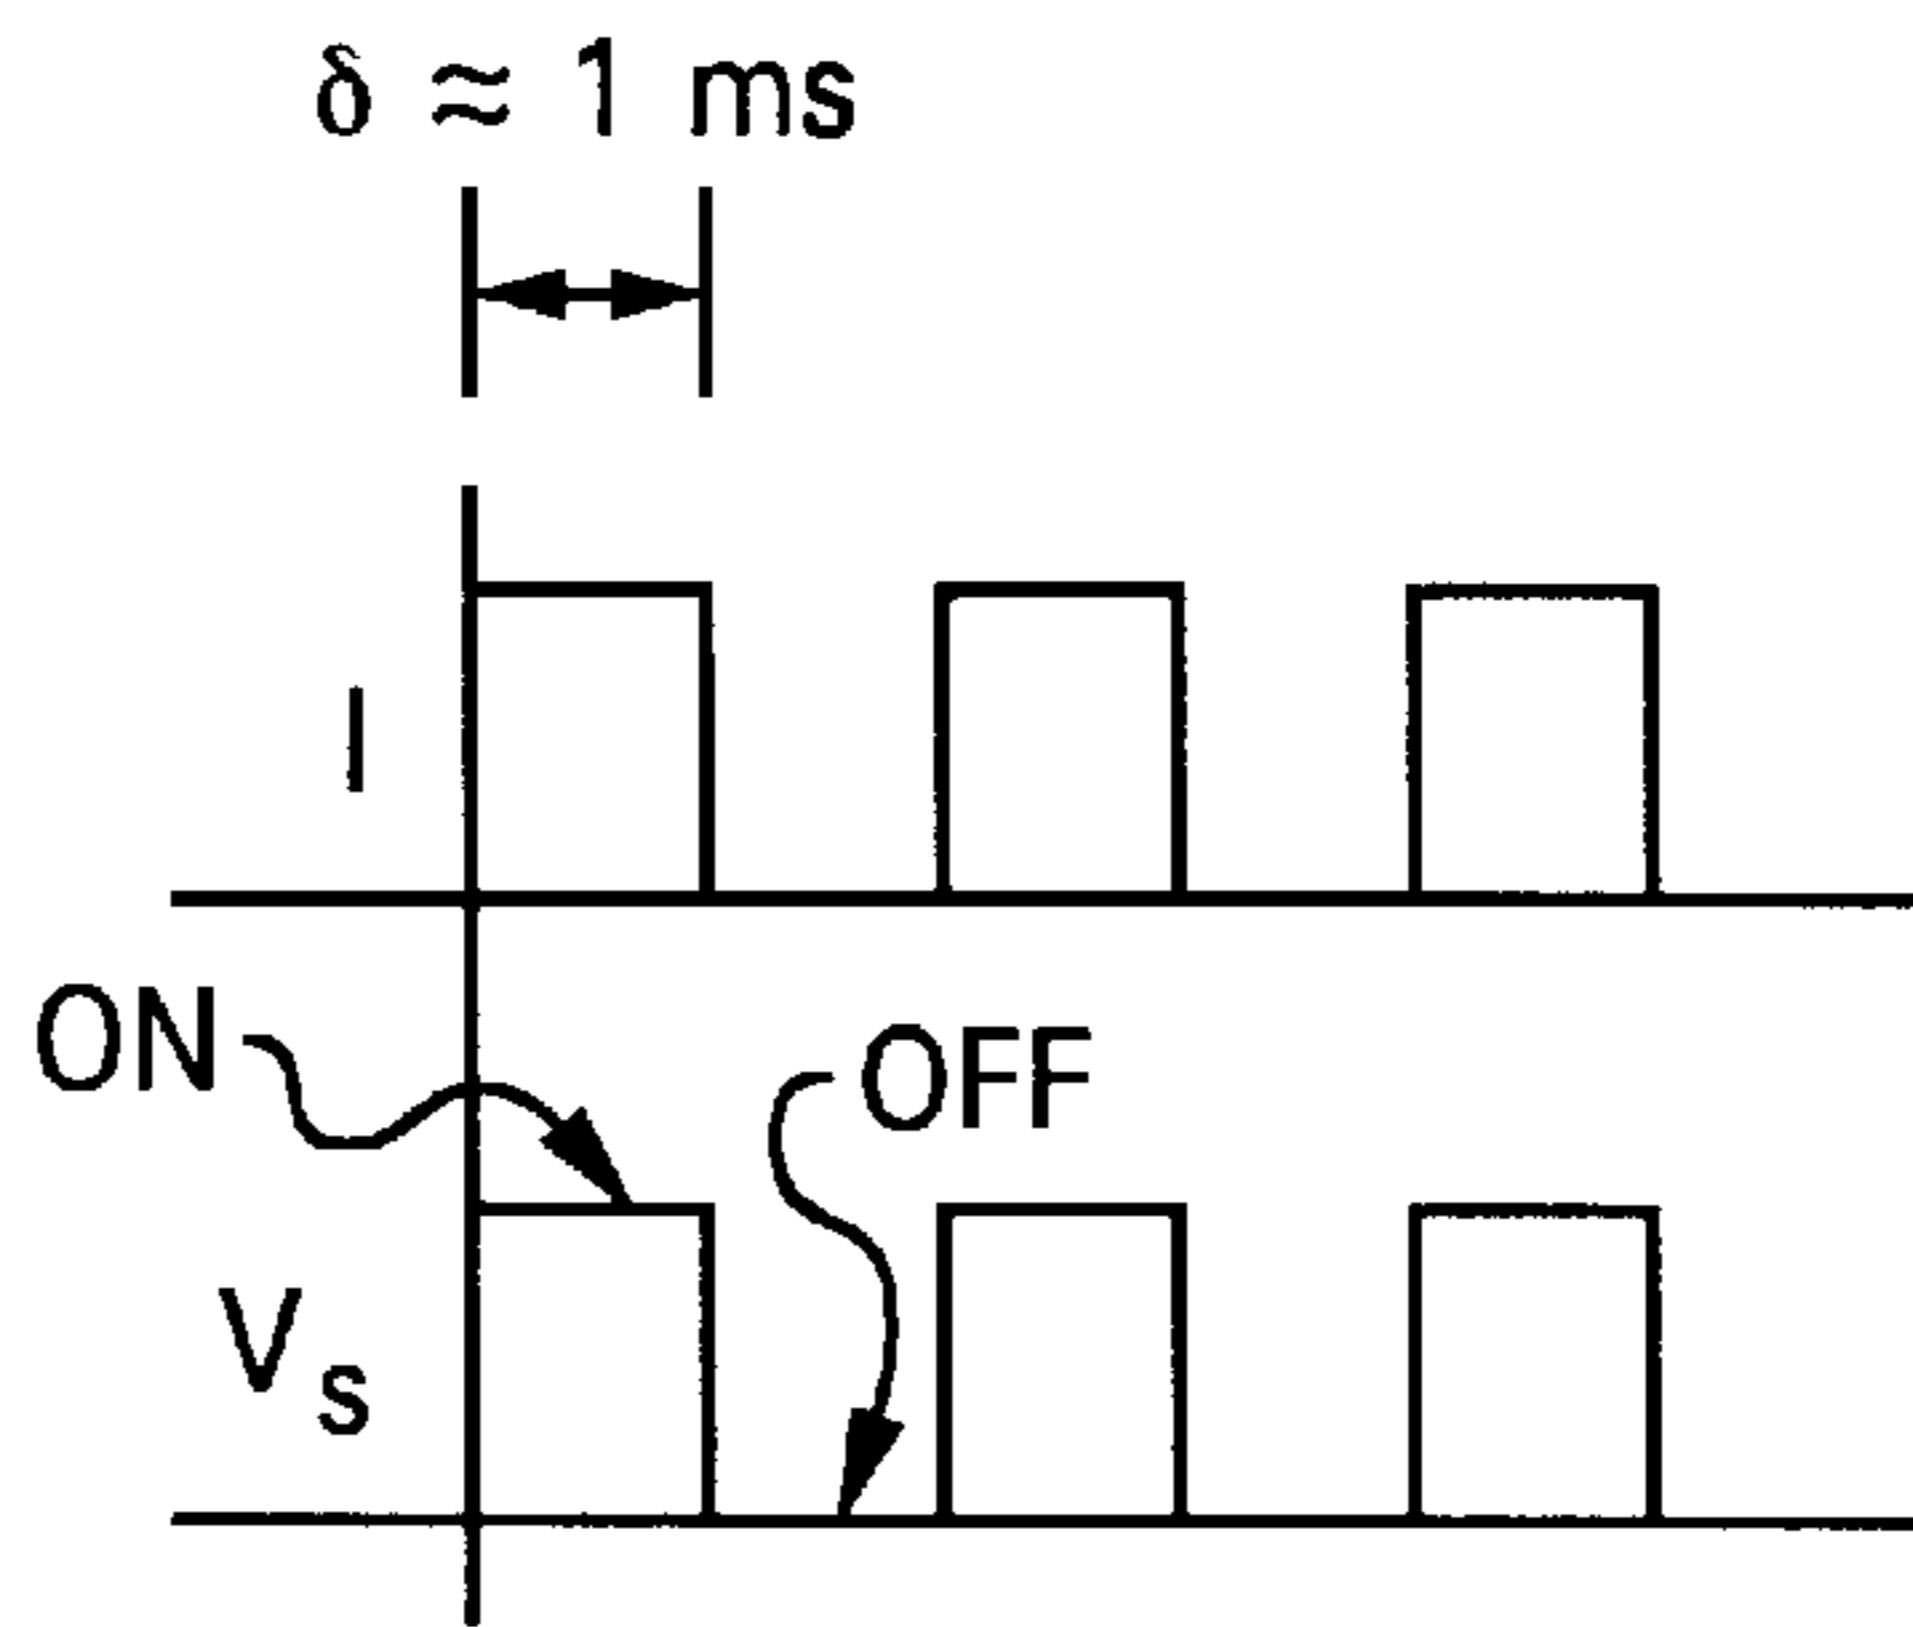 δ ≈ 1 ms
I
ON
OFF
Vs